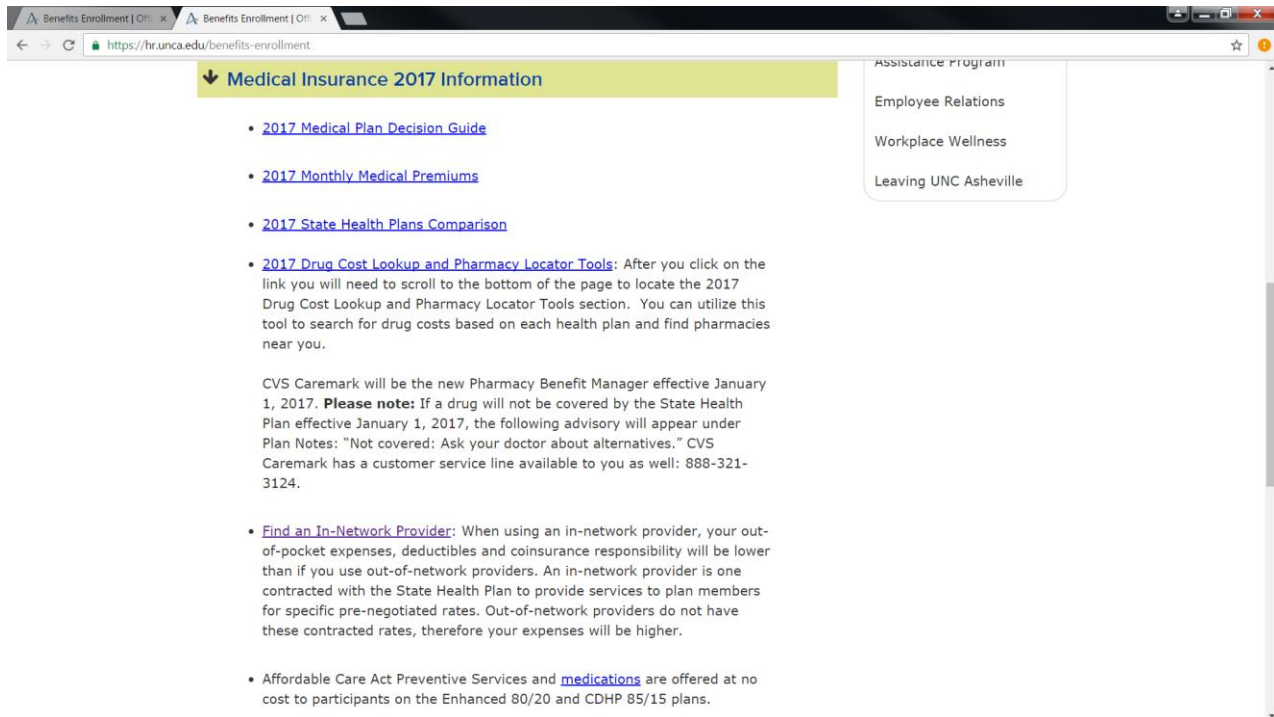 Benefits Enrollment | Off
Benefits Enrollment | Off
https://hr.unca.edu/benefits-enrollment
Medical Insurance 2017 Information
• 2017 Medical Plan Decision Guide
• 2017 Monthly Medical Premiums
• 2017 State Health Plans Comparison
• 2017 Drug Cost Lookup and Pharmacy Locator Tools: After you click on the
link you will need to scroll to the bottom of the page to locate the 2017
Drug Cost Lookup and Pharmacy Locator Tools section. You can utilize this
tool to search for drug costs based on each health plan and find pharmacies
near you.
CVS Caremark will be the new Pharmacy Benefit Manager effective January
1, 2017. Please note: If a drug will not be covered by the State Health
Plan effective January 1, 2017, the following advisory will appear under
Plan Notes: “Not covered: Ask your doctor about alternatives.” CVS
Caremark has a customer service line available to you as well: 888-321-
3124.
• Find an In-Network Provider: When using an in-network provider, your out-
of-pocket expenses, deductibles and coinsurance responsibility will be lower
than if you use out-of-network providers. An in-network provider is one
contracted with the State Health Plan to provide services to plan members
for specific pre-negotiated rates. Out-of-network providers do not have
these contracted rates, therefore your expenses will be higher.
• Affordable Care Act Preventive Services and medications are offered at no
cost to participants on the Enhanced 80/20 and CDHP 85/15 plans.
Assistance Program
Employee Relations
Workplace Wellness
Leaving UNC Asheville